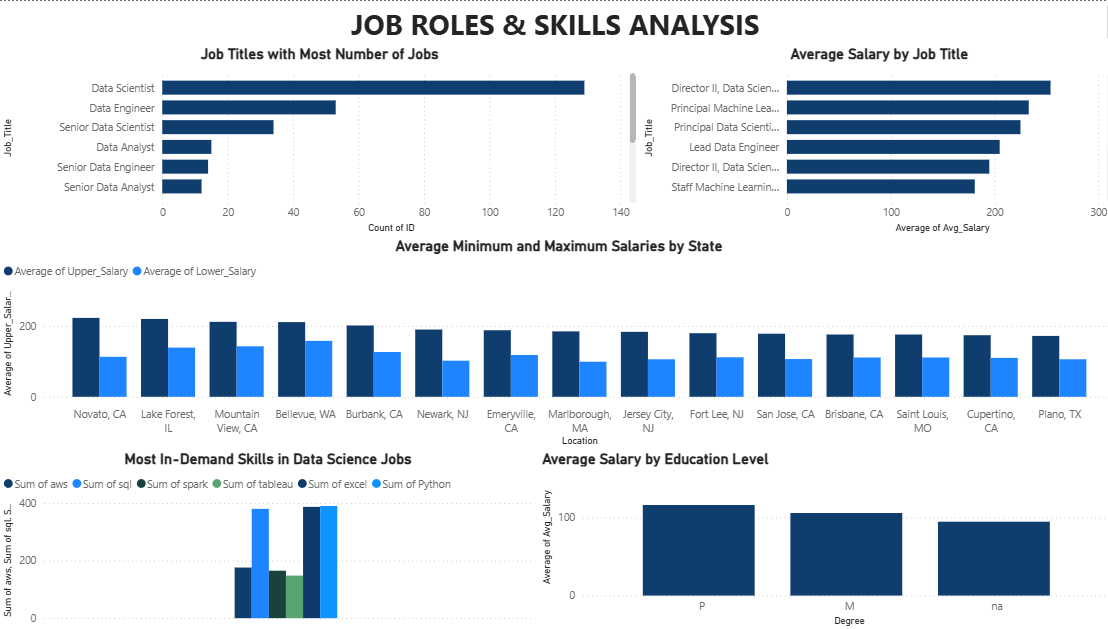 JOB ROLES & SKILLS ANALYSIS
Job Titles with Most Number of Jobs
Job_Title
Data Scientist
Data Engineer
Senior Data Scientist
Data Analyst
Senior Data Engineer
Senior Data Analyst
0 20 40 60 80 100 120 140
Count of ID
Average Salary by Job Title
Job_Title
Director II, Data Scien...
Principal Machine Lea...
Principal Data Scienti...
Lead Data Engineer
Director II, Data Scien...
Staff Machine Learnin...
0 100 200 300
Average of Avg_Salary
Average Minimum and Maximum Salaries by State
Average of Upper_Salary Average of Lower_Salary
Average of Upper_Salar...
200
0
Novato, CA
Lake Forest,
IL
Mountain
View, CA
Bellevue, WA
Burbank, CA
Newark, NJ
Emeryville,
CA
Marlborough,
MA
Jersey City,
NJ
Fort Lee, NJ
San Jose, CA
Brisbane, CA
Saint Louis,
MO
Cupertino,
CA
Plano, TX
Location
Most In-Demand Skills in Data Science Jobs
Sum of aws Sum of sql Sum of spark Sum of tableau Sum of excel Sum of Python
Sum of aws, Sum of sql, S...
400
200
0
Average Salary by Education Level
Average of Avg_Salary
100
0
P M na
Degree